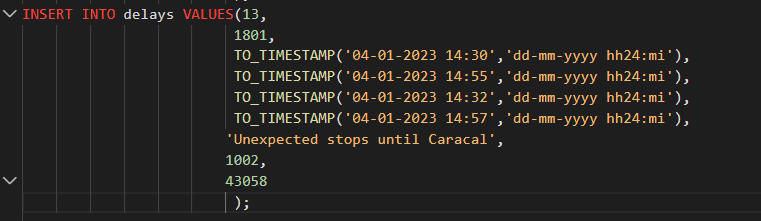 INSERT INTO delays VALUES(13,
1801,
TO_TIMESTAMP('04-01-2023 14:30','dd-mm-yyyy hh24:mi'),
TO_TIMESTAMP('04-01-2023 14:55','dd-mm-yyyy hh24:mi'),
TO_TIMESTAMP('04-01-2023 14:32','dd-mm-yyyy hh24:mi'),
TO_TIMESTAMP('04-01-2023 14:57','dd-mm-yyyy hh24:mi'),
'Unexpected stops until Caracal',
1002,
43058
);